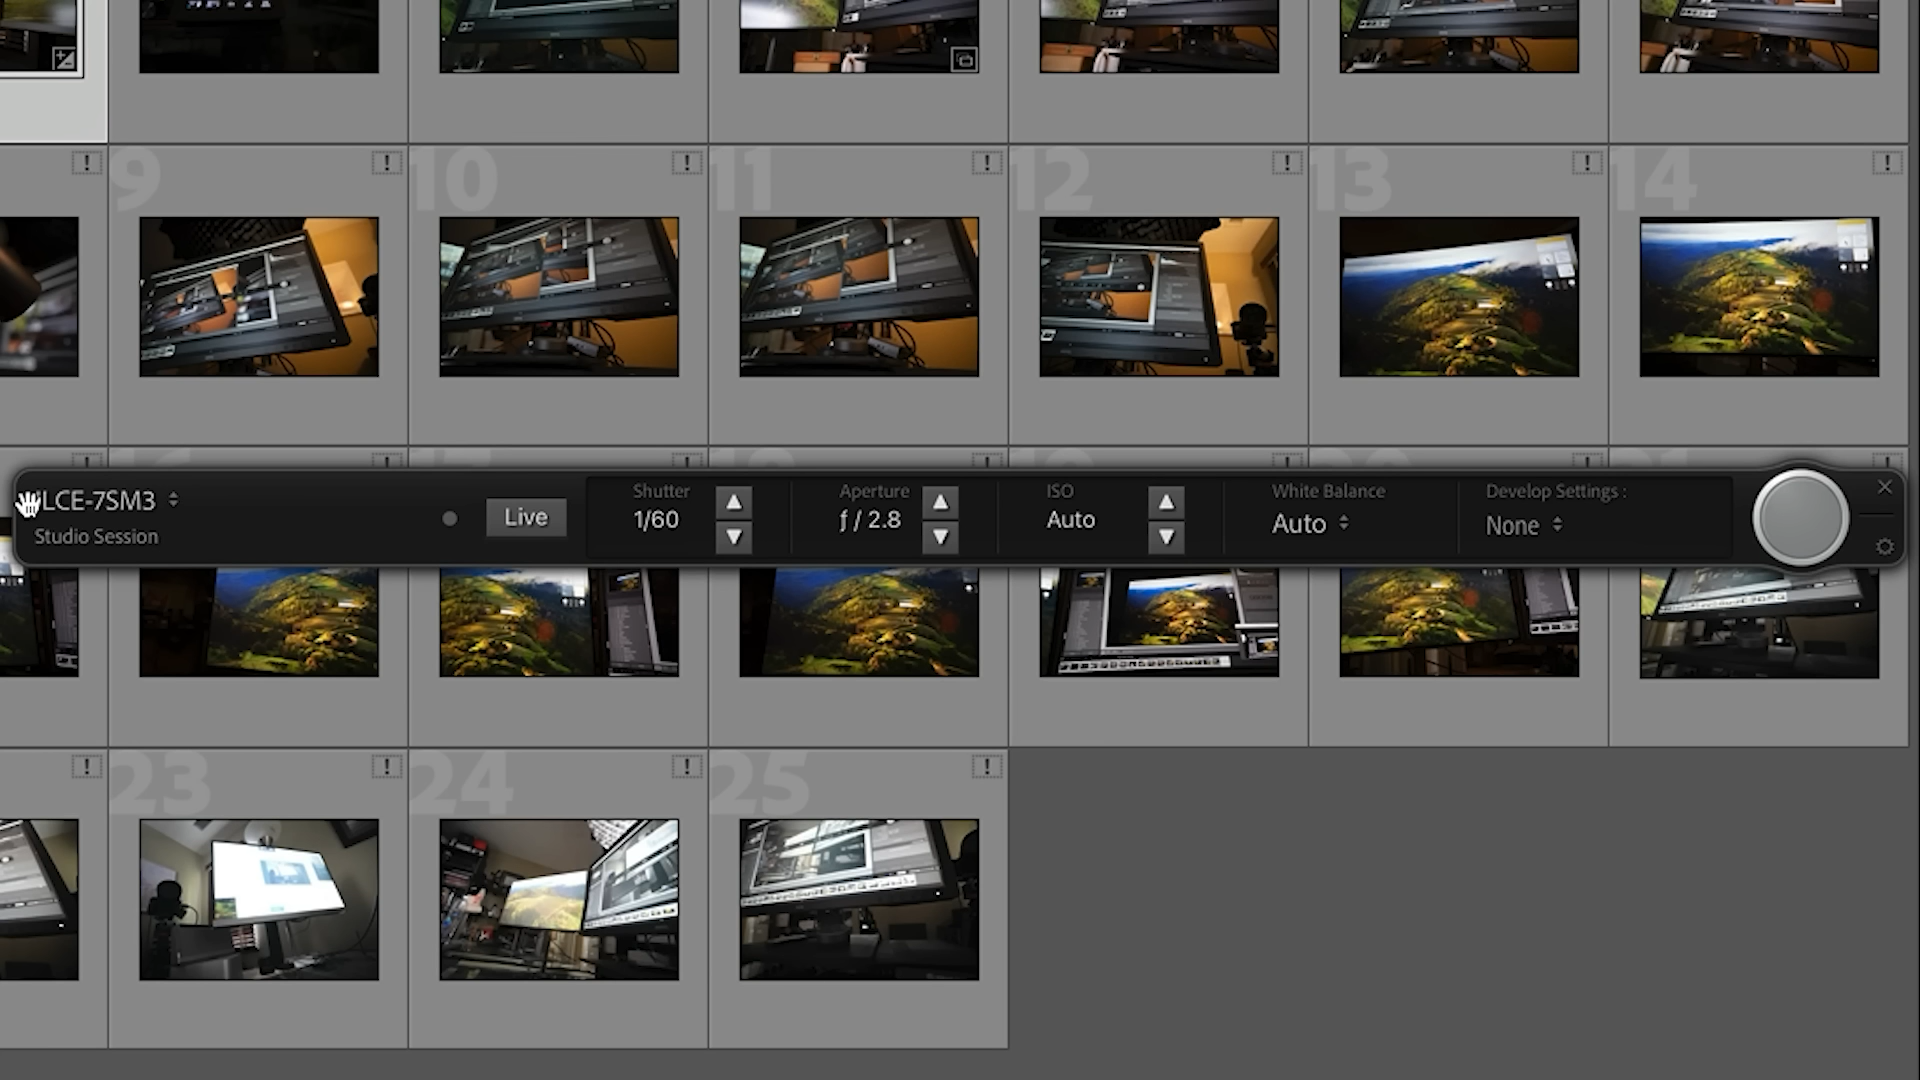 9
!
10
!
11
!
12
!
13
!
14
!
!
LCE-7SM3
Studio Session
Live
Shutter
1/60
Aperture
ƒ / 2.8
ISO
Auto
White Balance
Auto
Develop Settings :
None
!
23
!
24
!
25
!